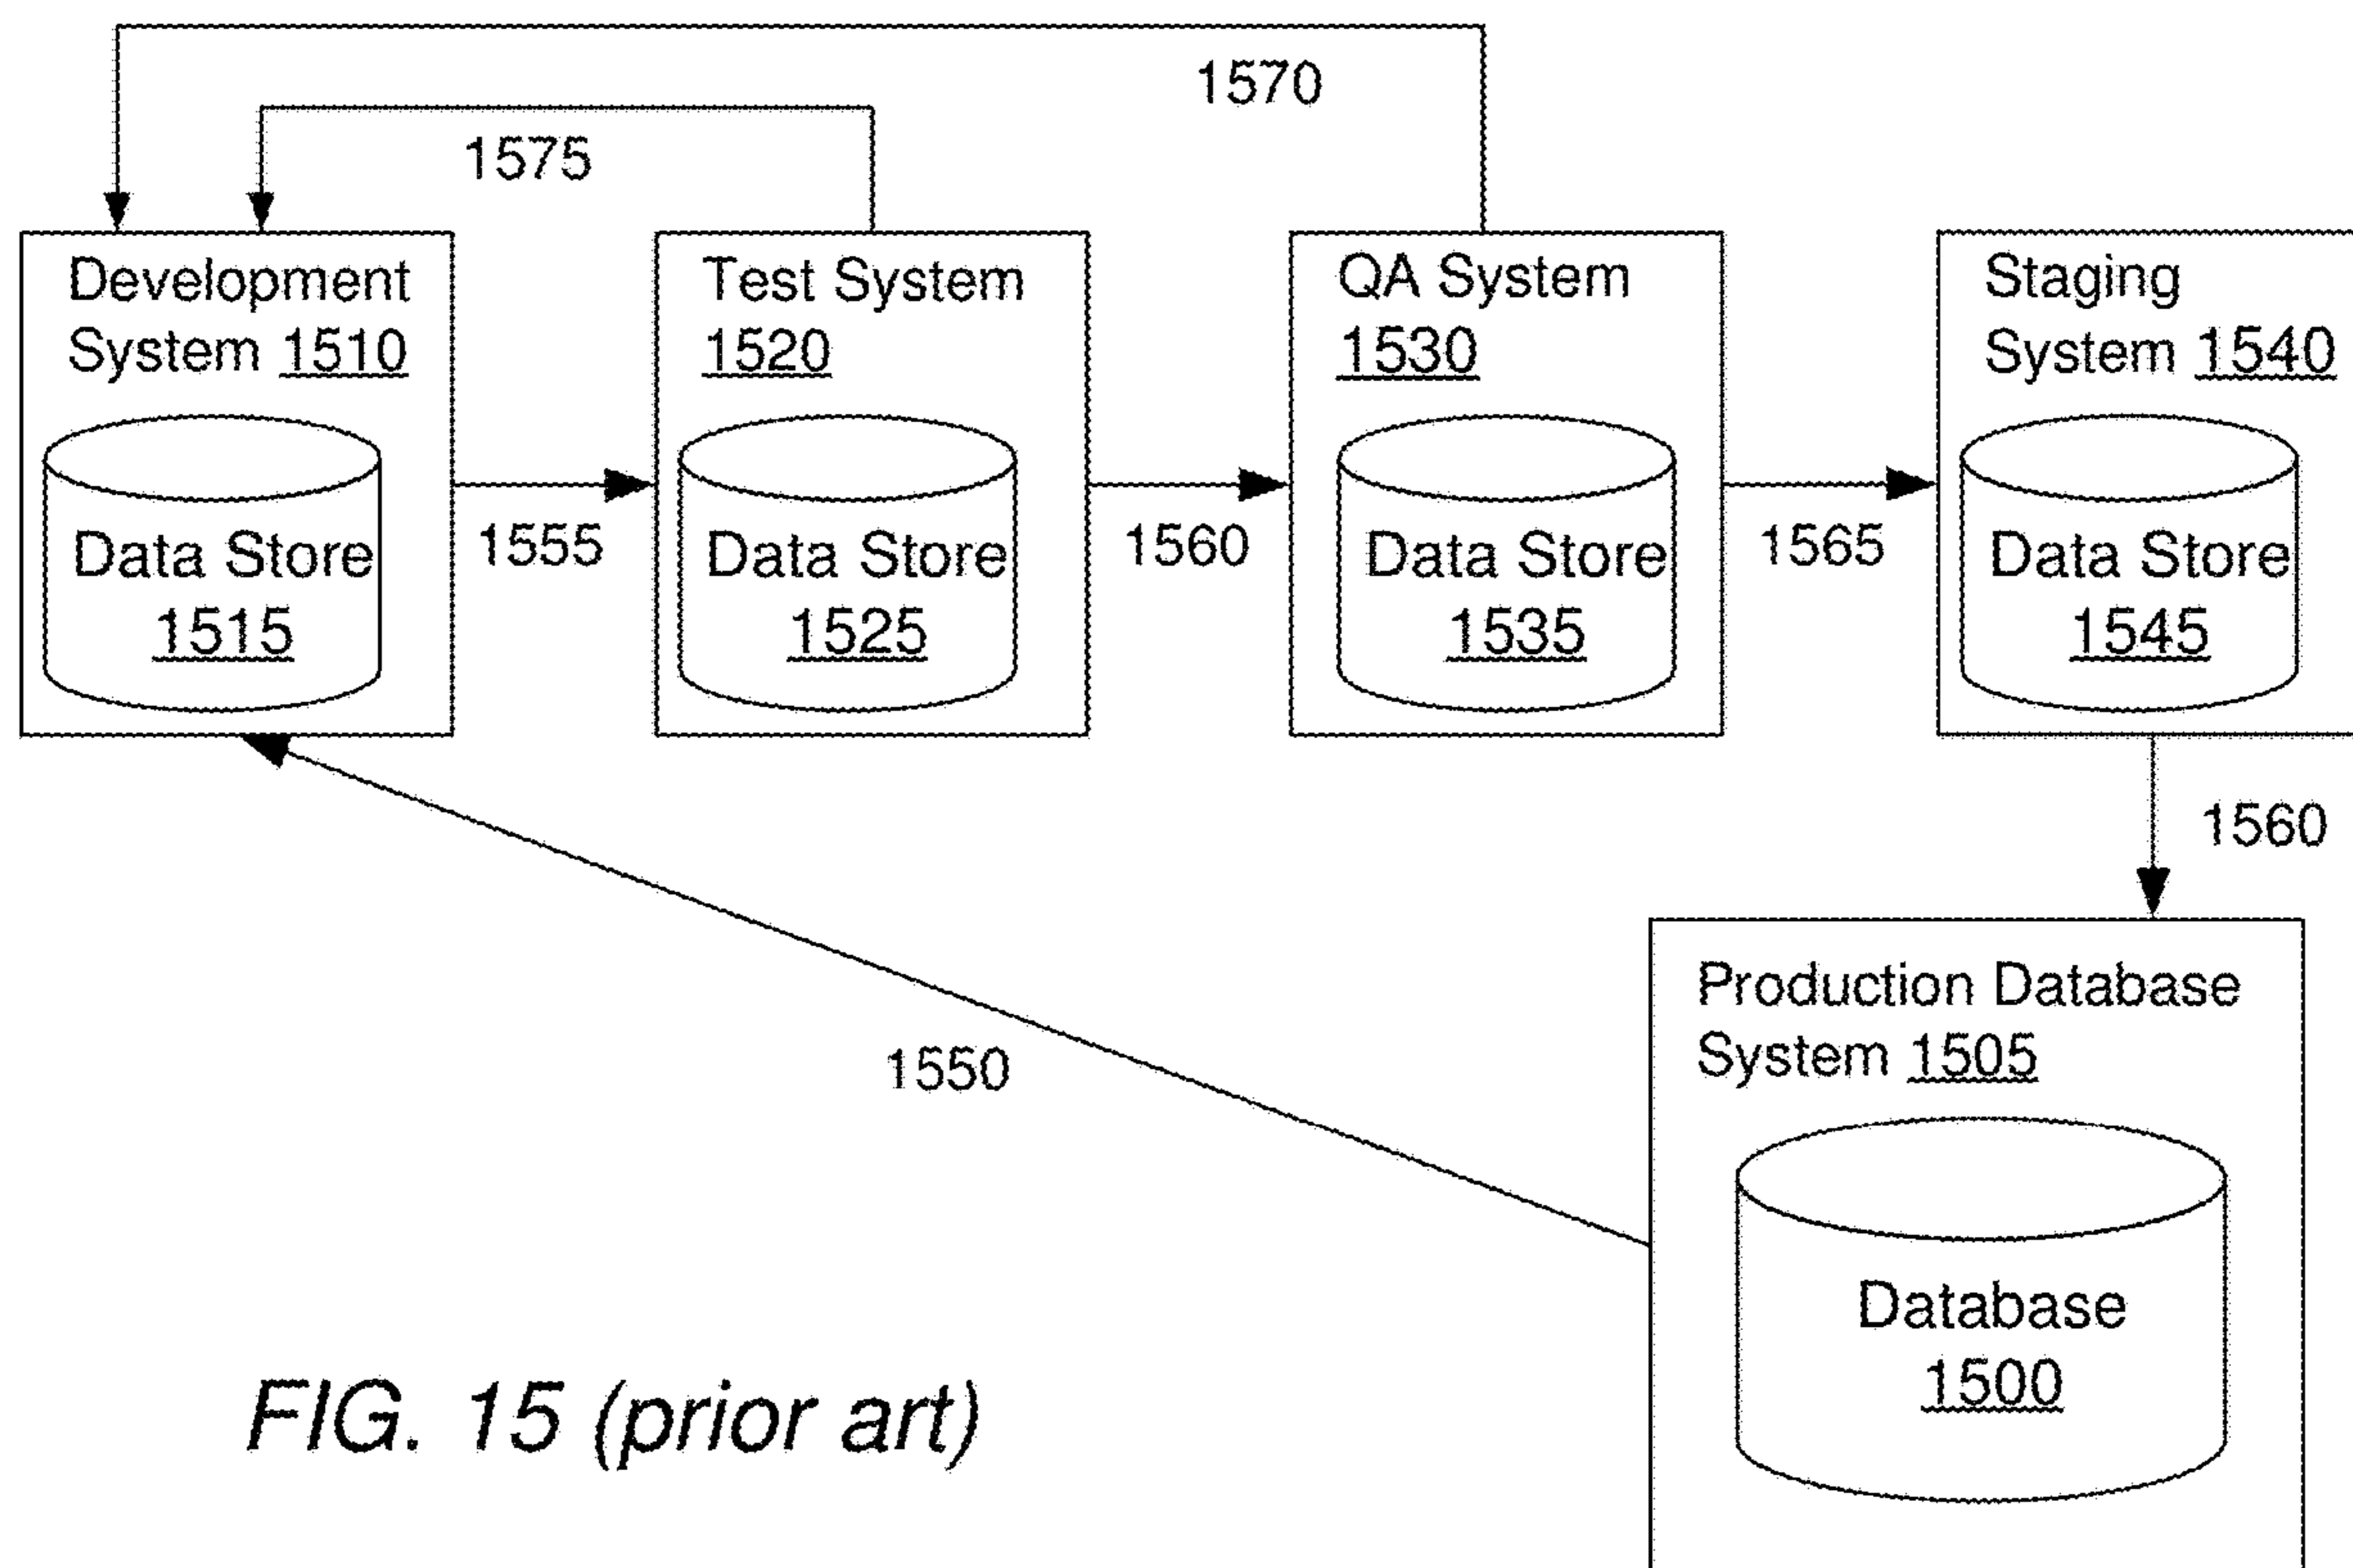 1570
1575
Development
System 1510
Data Store
1515
1555
Test System
1520
Data Store
1525
1560
QA System
1530
Data Store
1535
1565
Staging
System 1540
Data Store
1545
1560
1550
Production Database
System 1505
Database
1500
FIG. 15 (prior art)